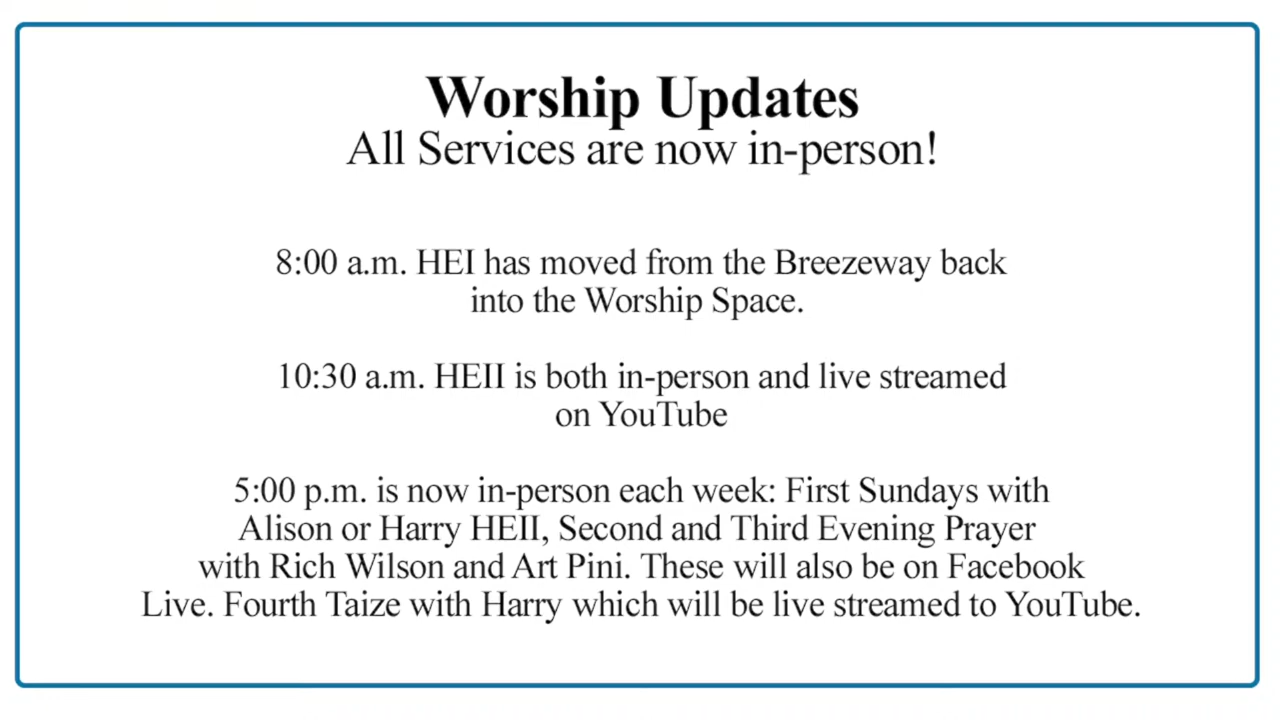 Worship Updates
All Services are now in-person!
8:00 a.m. HEI has moved from the Breezeway back
into the Worship Space.
10:30 a.m. HEII is both in-person and live streamed
on YouTube
5:00 p.m. is now in-person each week: First Sundays with
Alison or Harry HEII, Second and Third Evening Prayer
with Rich Wilson and Art Pini. These will also be on Facebook
Live. Fourth Taize with Harry which will be live streamed to YouTube.